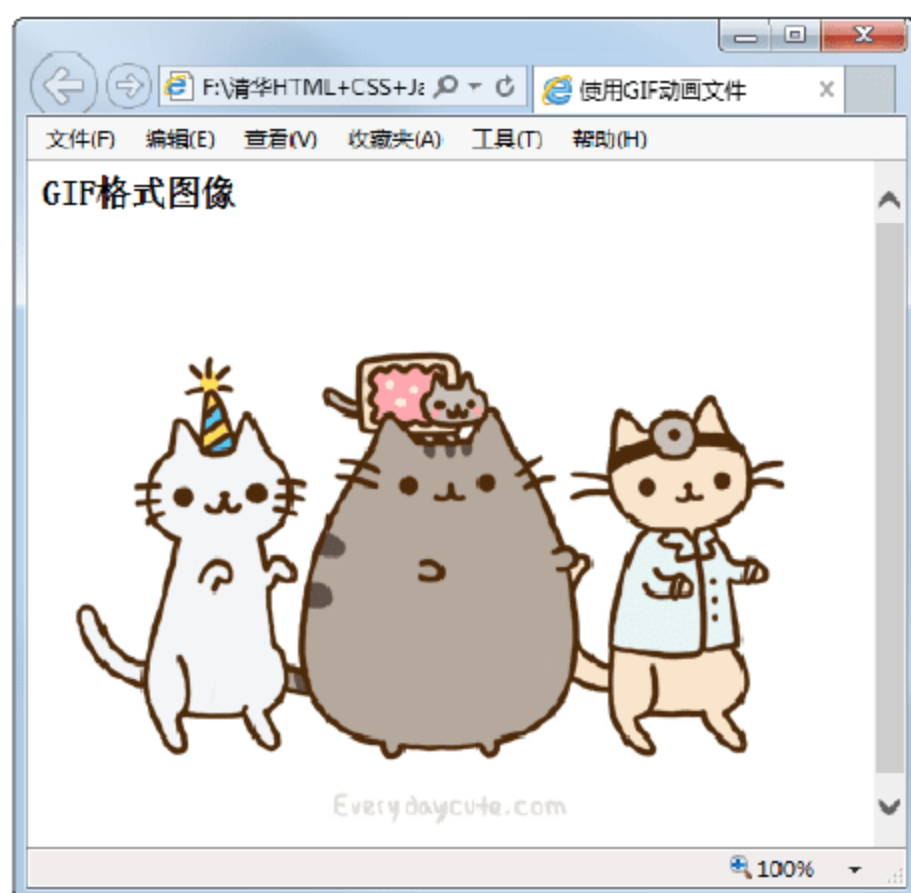 F:\清华HTML+CSS+Ja
使用GIF动画文件
文件(F) 编辑(E) 查看(V) 收藏夹(A) 工具(T) 帮助(H)
GIF格式图像
Everydaycute.com
100%